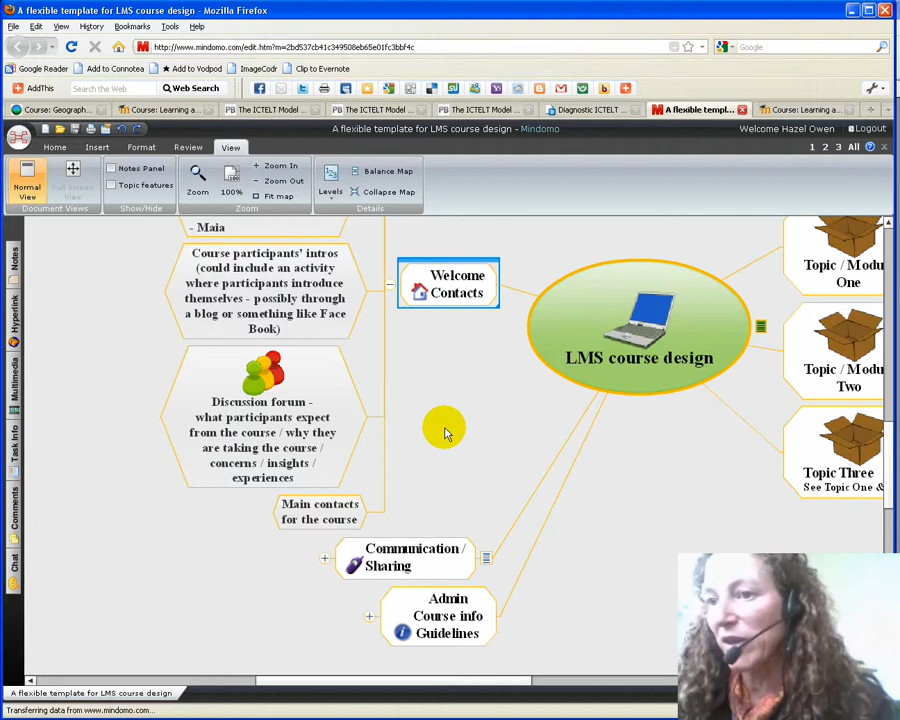 A flexible template for LMS course design - Mozilla Firefox
File Edit View History Bookmarks Tools Help
http://www.mindomo.com/edit.htm?m=2bd537cb41c349508eb65e01fc3bbf4c
Google
Google Reader Add to Connotea Add to Vodpod ImageCodr Clip to Evernote
AddThis Search the Web Web Search
Course: Geograph... Course: Learning a... PB The ICTELT Model ... PB The ICTELT Model ... PB The ICTELT Model ... Diagnostic ICTELT ... A flexible templ... Course: Learning a...
A flexible template for LMS course design - Mindomo
Welcome Hazel Owen Logout
Home Insert Format Review View
1 2 3 All
Normal View
Full Screen View
Document Views
Notes Panel
Topic features
Show/Hide
Zoom
100%
Zoom In
Zoom Out
Fit map
Zoom
Levels
Balance Map
Collapse Map
Details
Notes
Hyperlink
Multimedia
Task Info
Comments
Chat
- Maia
Course participants' intros
(could include an activity
where participants introduce
themselves - possibly through
a blog or something like Face
Book)
Discussion forum -
what participants expect
from the course / why they
are taking the course /
concerns / insights /
experiences
Main contacts
for the course
Welcome
Contacts
Communication /
Sharing
Admin
Course info
Guidelines
LMS course design
Topic / Modu
One
Topic / Modu
Two
Topic Three
See Topic One &
A flexible template for LMS course design
Transferring data from www.mindomo.com...